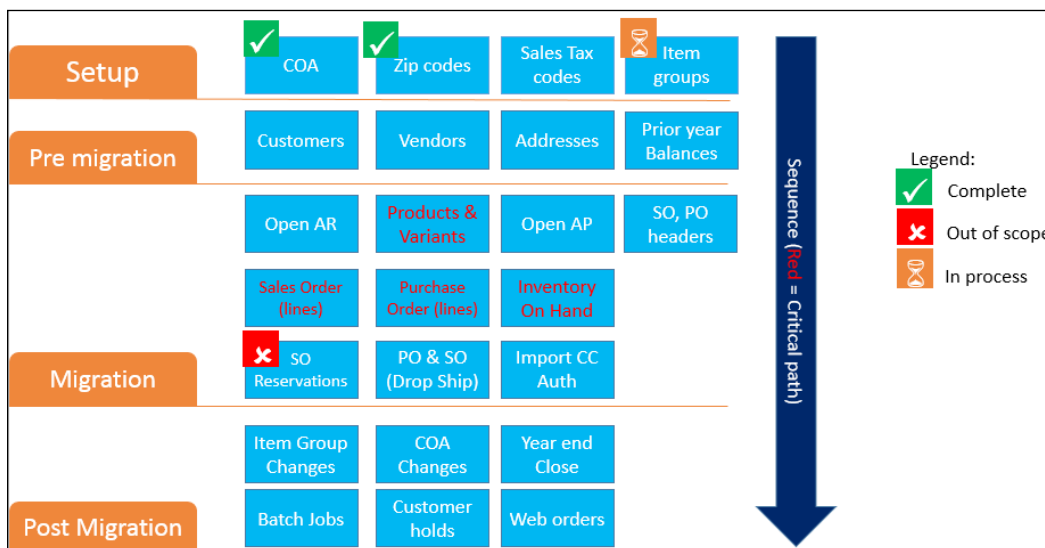 Setup
COA
Zip codes
Sales Tax
codes
Item
groups
Pre migration
Customers
Vendors
Addresses
Prior year
Balances
Open AR
Products &
Variants
Open AP
SO, PO
headers
Sales Order
(lines)
Purchase
Order (lines)
Inventory
On Hand
Migration
SO
Reservations
PO & SO
(Drop Ship)
Import CC
Auth
Item Group
Changes
COA
Changes
Year end
Close
Post Migration
Batch Jobs
Customer
holds
Web orders
Sequence (Red = Critical path)
Legend:
Complete
Out of scope
In process